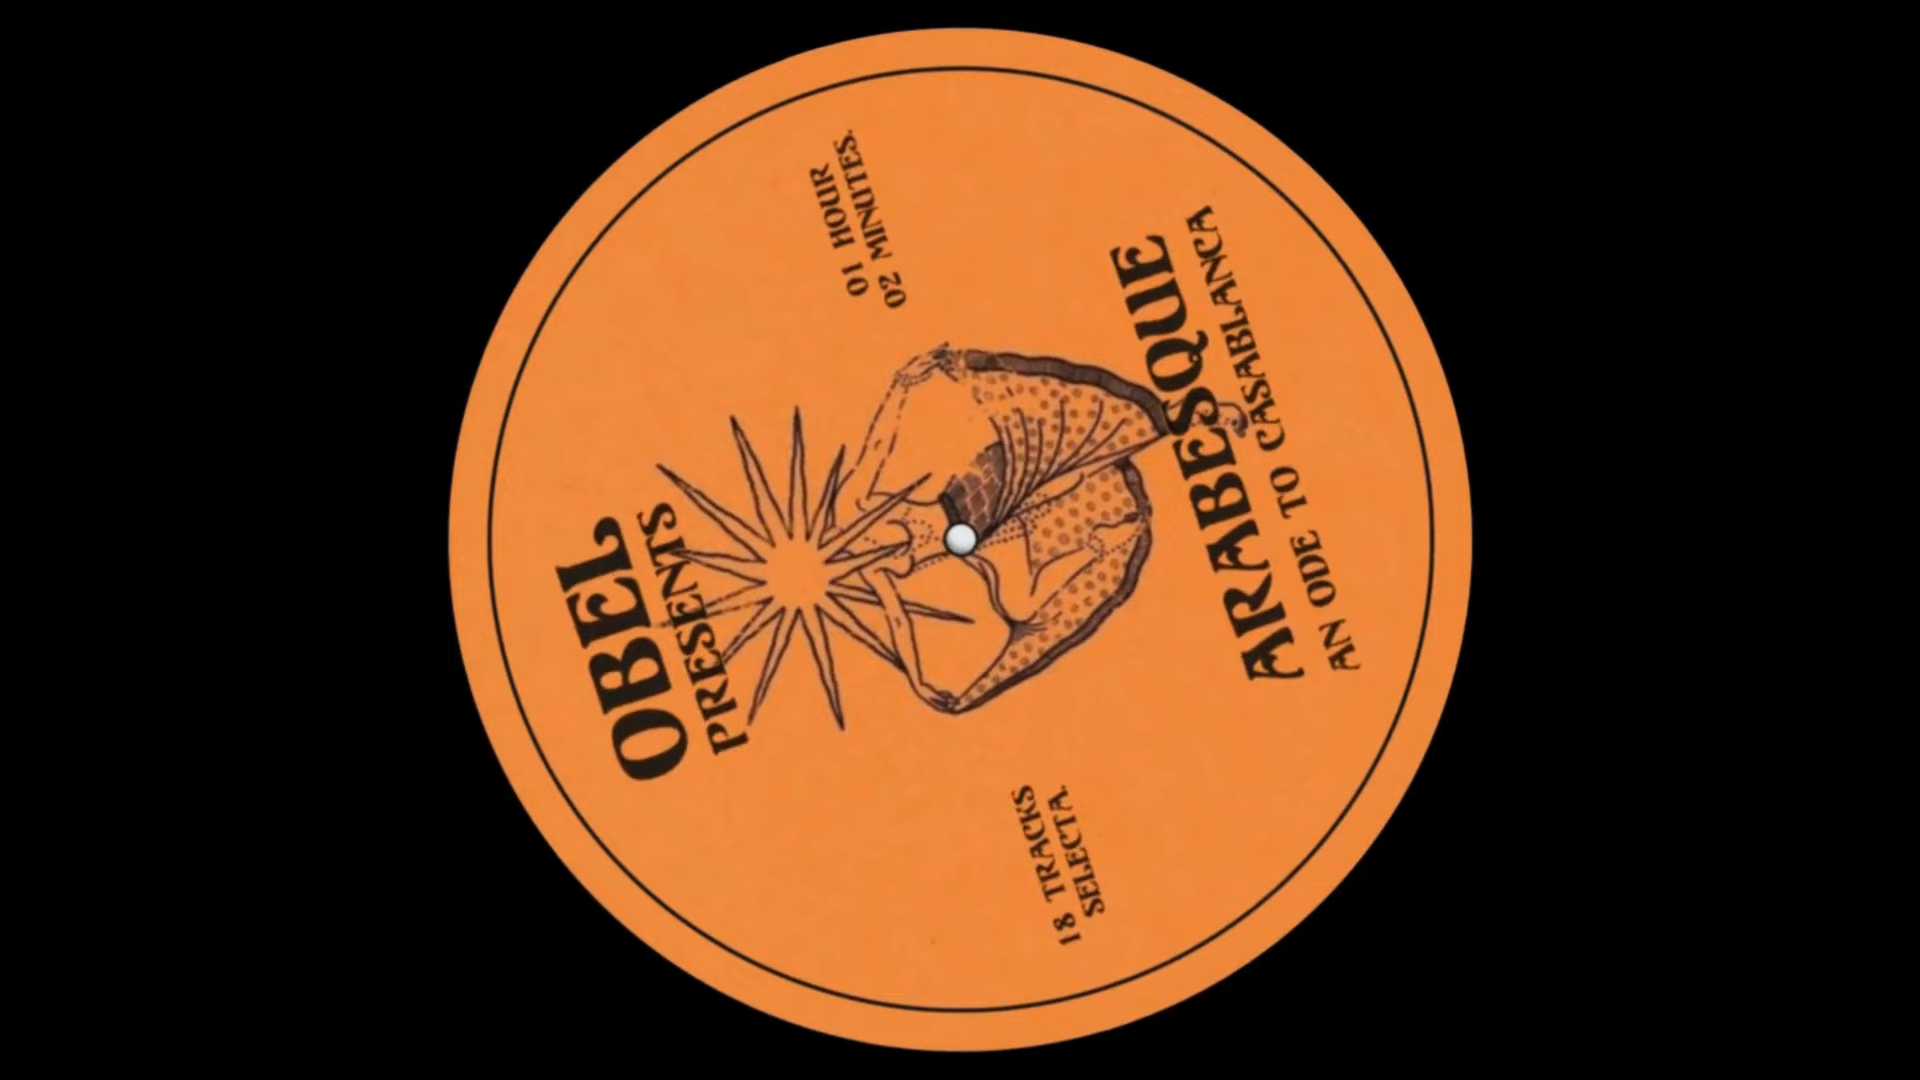 OBEL
PRESENTS
01 HOUR
02 MINUTES.
18 TRACKS
SELECTA.
ARABESQUE
AN ODE TO CASABLANCA